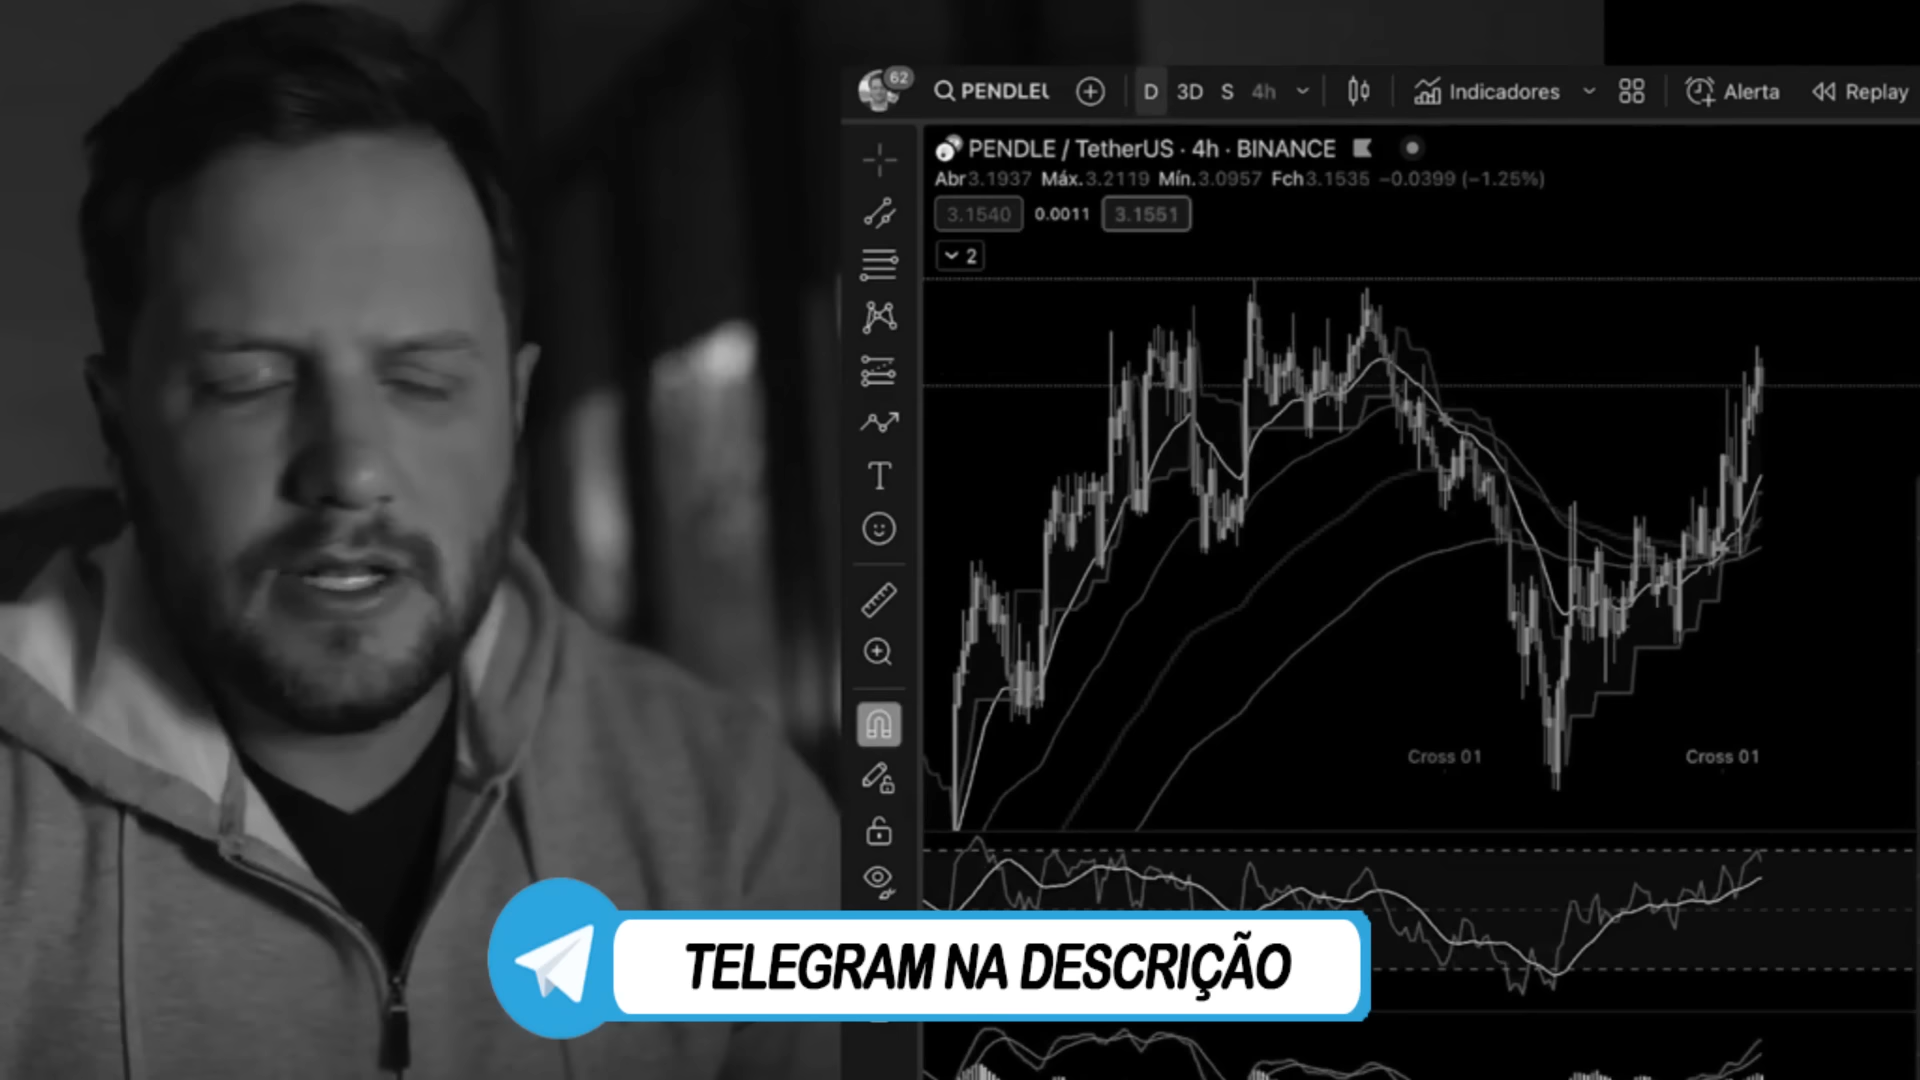 62
PENDLEU
D 3D S 4h
Indicadores
Alerta
Replay
PENDLE / TetherUS · 4h · BINANCE
Abr3.1937 Máx.3.2119 Mín.3.0957 Fch3.1535 −0.0399 (−1.25%)
3.1540 0.0011 3.1551
2
T
Cross 01 Cross 01
TELEGRAM NA DESCRIÇÃO